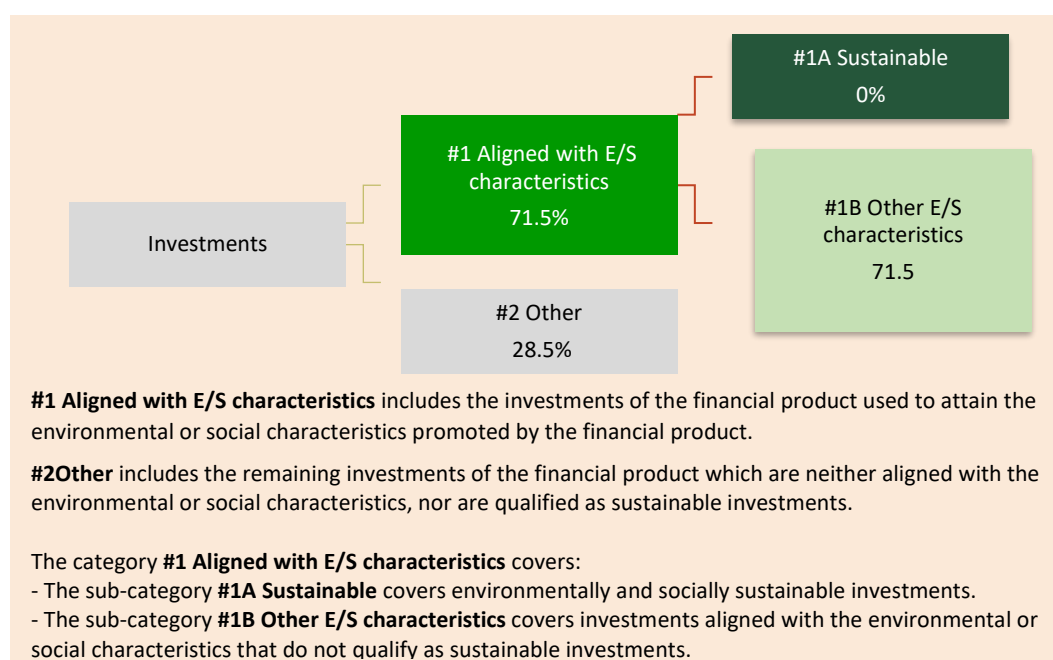 #1A Sustainable
0%
#1 Aligned with E/S
characteristics
71.5%
#1B Other E/S
characteristics
71.5
Investments
#2 Other
28.5%
#1 Aligned with E/S characteristics includes the investments of the financial product used to attain the
environmental or social characteristics promoted by the financial product.
#2Other includes the remaining investments of the financial product which are neither aligned with the
environmental or social characteristics, nor are qualified as sustainable investments.
The category #1 Aligned with E/S characteristics covers:
- The sub-category #1A Sustainable covers environmentally and socially sustainable investments.
- The sub-category #1B Other E/S characteristics covers investments aligned with the environmental or
social characteristics that do not qualify as sustainable investments.